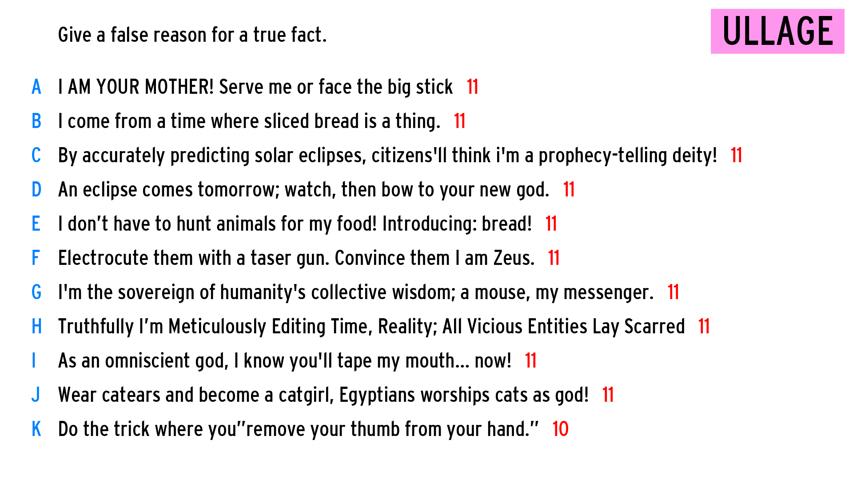 Give a false reason for a true fact.
ULLAGE
A I AM YOUR MOTHER! Serve me or face the big stick 11
B I come from a time where sliced bread is a thing. 11
C By accurately predicting solar eclipses, citizens'll think i'm a prophecy-telling deity! 11
D An eclipse comes tomorrow; watch, then bow to your new god. 11
E I don’t have to hunt animals for my food! Introducing: bread! 11
F Electrocute them with a taser gun. Convince them I am Zeus. 11
G I'm the sovereign of humanity's collective wisdom; a mouse, my messenger. 11
H Truthfully I’m Meticulously Editing Time, Reality; All Vicious Entities Lay Scarred 11
I As an omniscient god, I know you'll tape my mouth... now! 11
J Wear catears and become a catgirl, Egyptians worships cats as god! 11
K Do the trick where you”remove your thumb from your hand.” 10